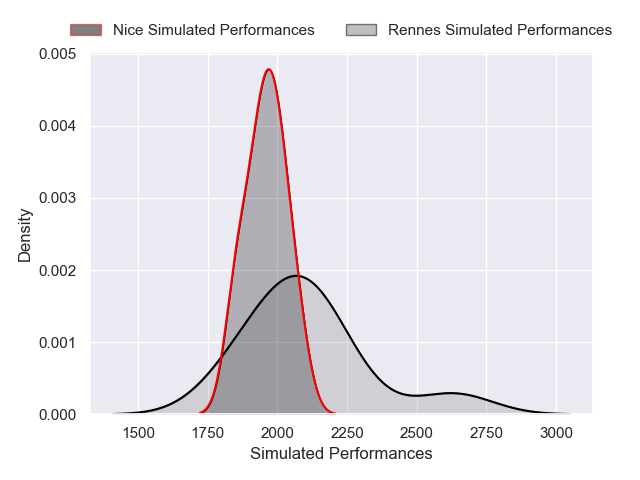 Nice Simulated Performances
Rennes Simulated Performances
0.005
0.004
0.003
0.002
0.001
0.000
Density
1500 1750 2000 2250 2500 2750 3000
Simulated Performances